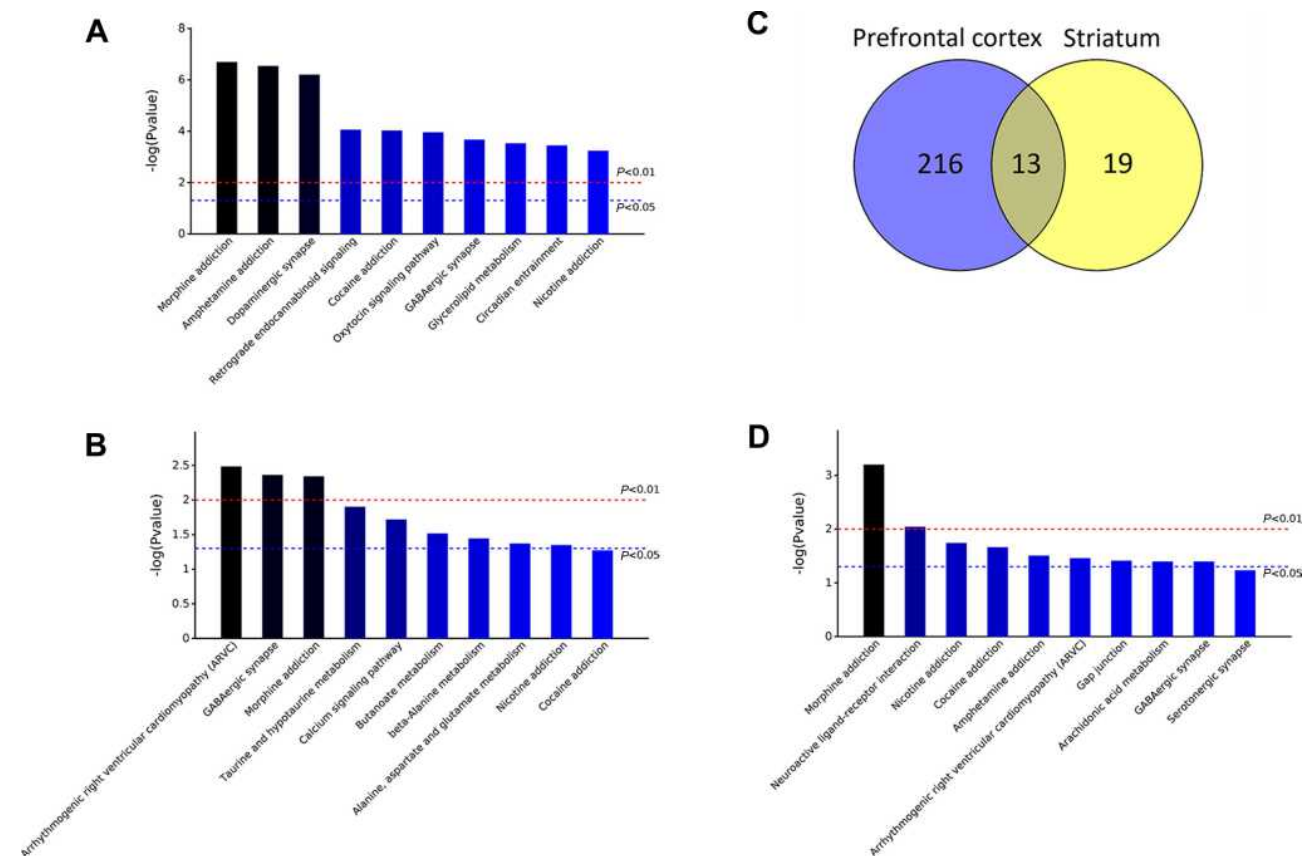 A
8
6
4
2
0
-log(Pvalue)
P<0.01
P<0.05
Morphine addiction
Amphetamine addiction
Dopaminergic synapse
Retrograde endocannabinoid signaling
Cocaine addiction
Oxytocin signaling pathway
GABAergic synapse
Glycerolipid metabolism
Circadian entrainment
Nicotine addiction
C
Prefrontal cortex Striatum
216 13 19
B
2.5
2
1.5
1
0.5
0
-log(Pvalue)
P<0.01
P<0.05
Arrhythmogenic right ventricular cardiomyopathy (ARVC)
GABAergic synapse
Morphine addiction
Taurine and hypotaurine metabolism
Calcium signaling pathway
Butanoate metabolism
beta-Alanine metabolism
Alanine, aspartate and glutamate metabolism
Nicotine addiction
Cocaine addiction
D
3
2
1
0
-log(Pvalue)
P<0.01
P<0.05
Morphine addiction
Neuroactive ligand-receptor interaction
Nicotine addiction
Cocaine addiction
Amphetamine addiction
Arrhythmogenic right ventricular cardiomyopathy (ARVC)
Gap junction
Arachidonic acid metabolism
GABAergic synapse
Serotonergic synapse